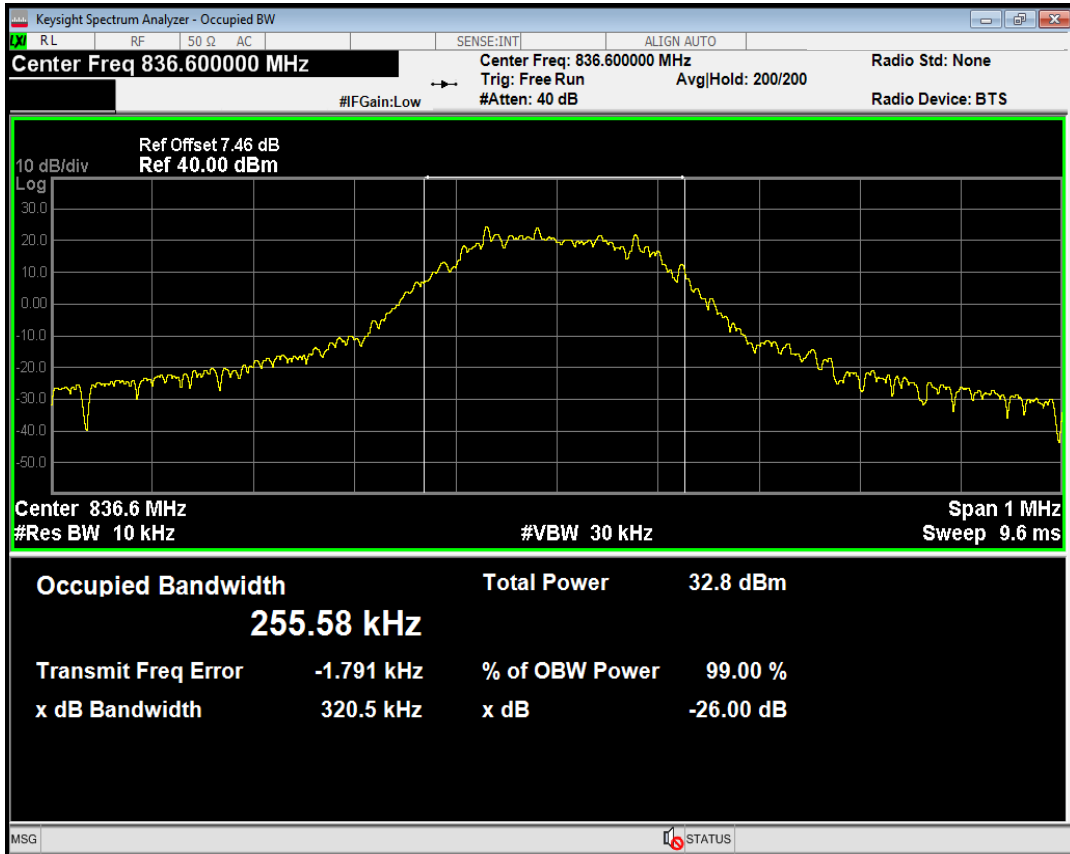 Keysight Spectrum Analyzer - Occupied BW
LXI RL RF 50 Ω AC SENSE:INT ALIGN AUTO
Center Freq 836.600000 MHz
Center Freq: 836.600000 MHz Radio Std: None
Trig: Free Run Avg|Hold: 200/200
#IFGain:Low #Atten: 40 dB Radio Device: BTS
Ref Offset 7.46 dB
10 dB/div Ref 40.00 dBm
Log
30.0
20.0
10.0
0.00
-10.0
-20.0
-30.0
-40.0
-50.0
Center 836.6 MHz Span 1 MHz
#Res BW 10 kHz #VBW 30 kHz Sweep 9.6 ms
Occupied Bandwidth Total Power 32.8 dBm
255.58 kHz
Transmit Freq Error -1.791 kHz % of OBW Power 99.00 %
x dB Bandwidth 320.5 kHz x dB -26.00 dB
MSG STATUS